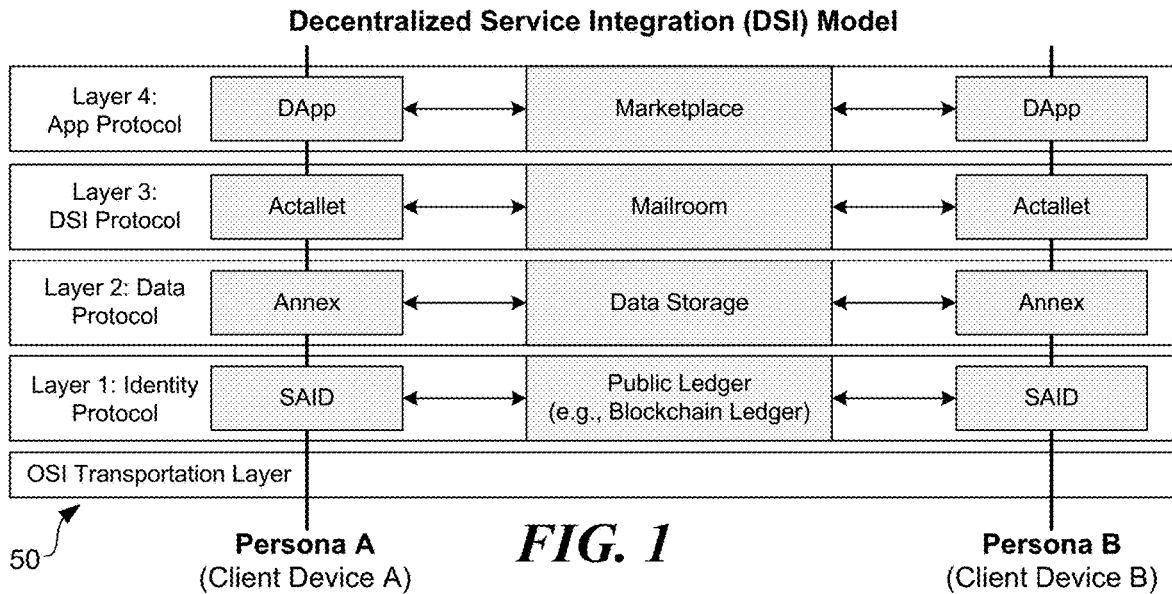 Decentralized Service Integration (DSI) Model
Layer 4:
App Protocol
DApp
Marketplace
DApp
Layer 3:
DSI Protocol
Actallet
Mailroom
Actallet
Layer 2: Data
Protocol
Annex
Data Storage
Annex
Layer 1: Identity
Protocol
SAID
Public Ledger
(e.g., Blockchain Ledger)
SAID
OSI Transportation Layer
50
Persona A
(Client Device A)
FIG. 1
Persona B
(Client Device B)